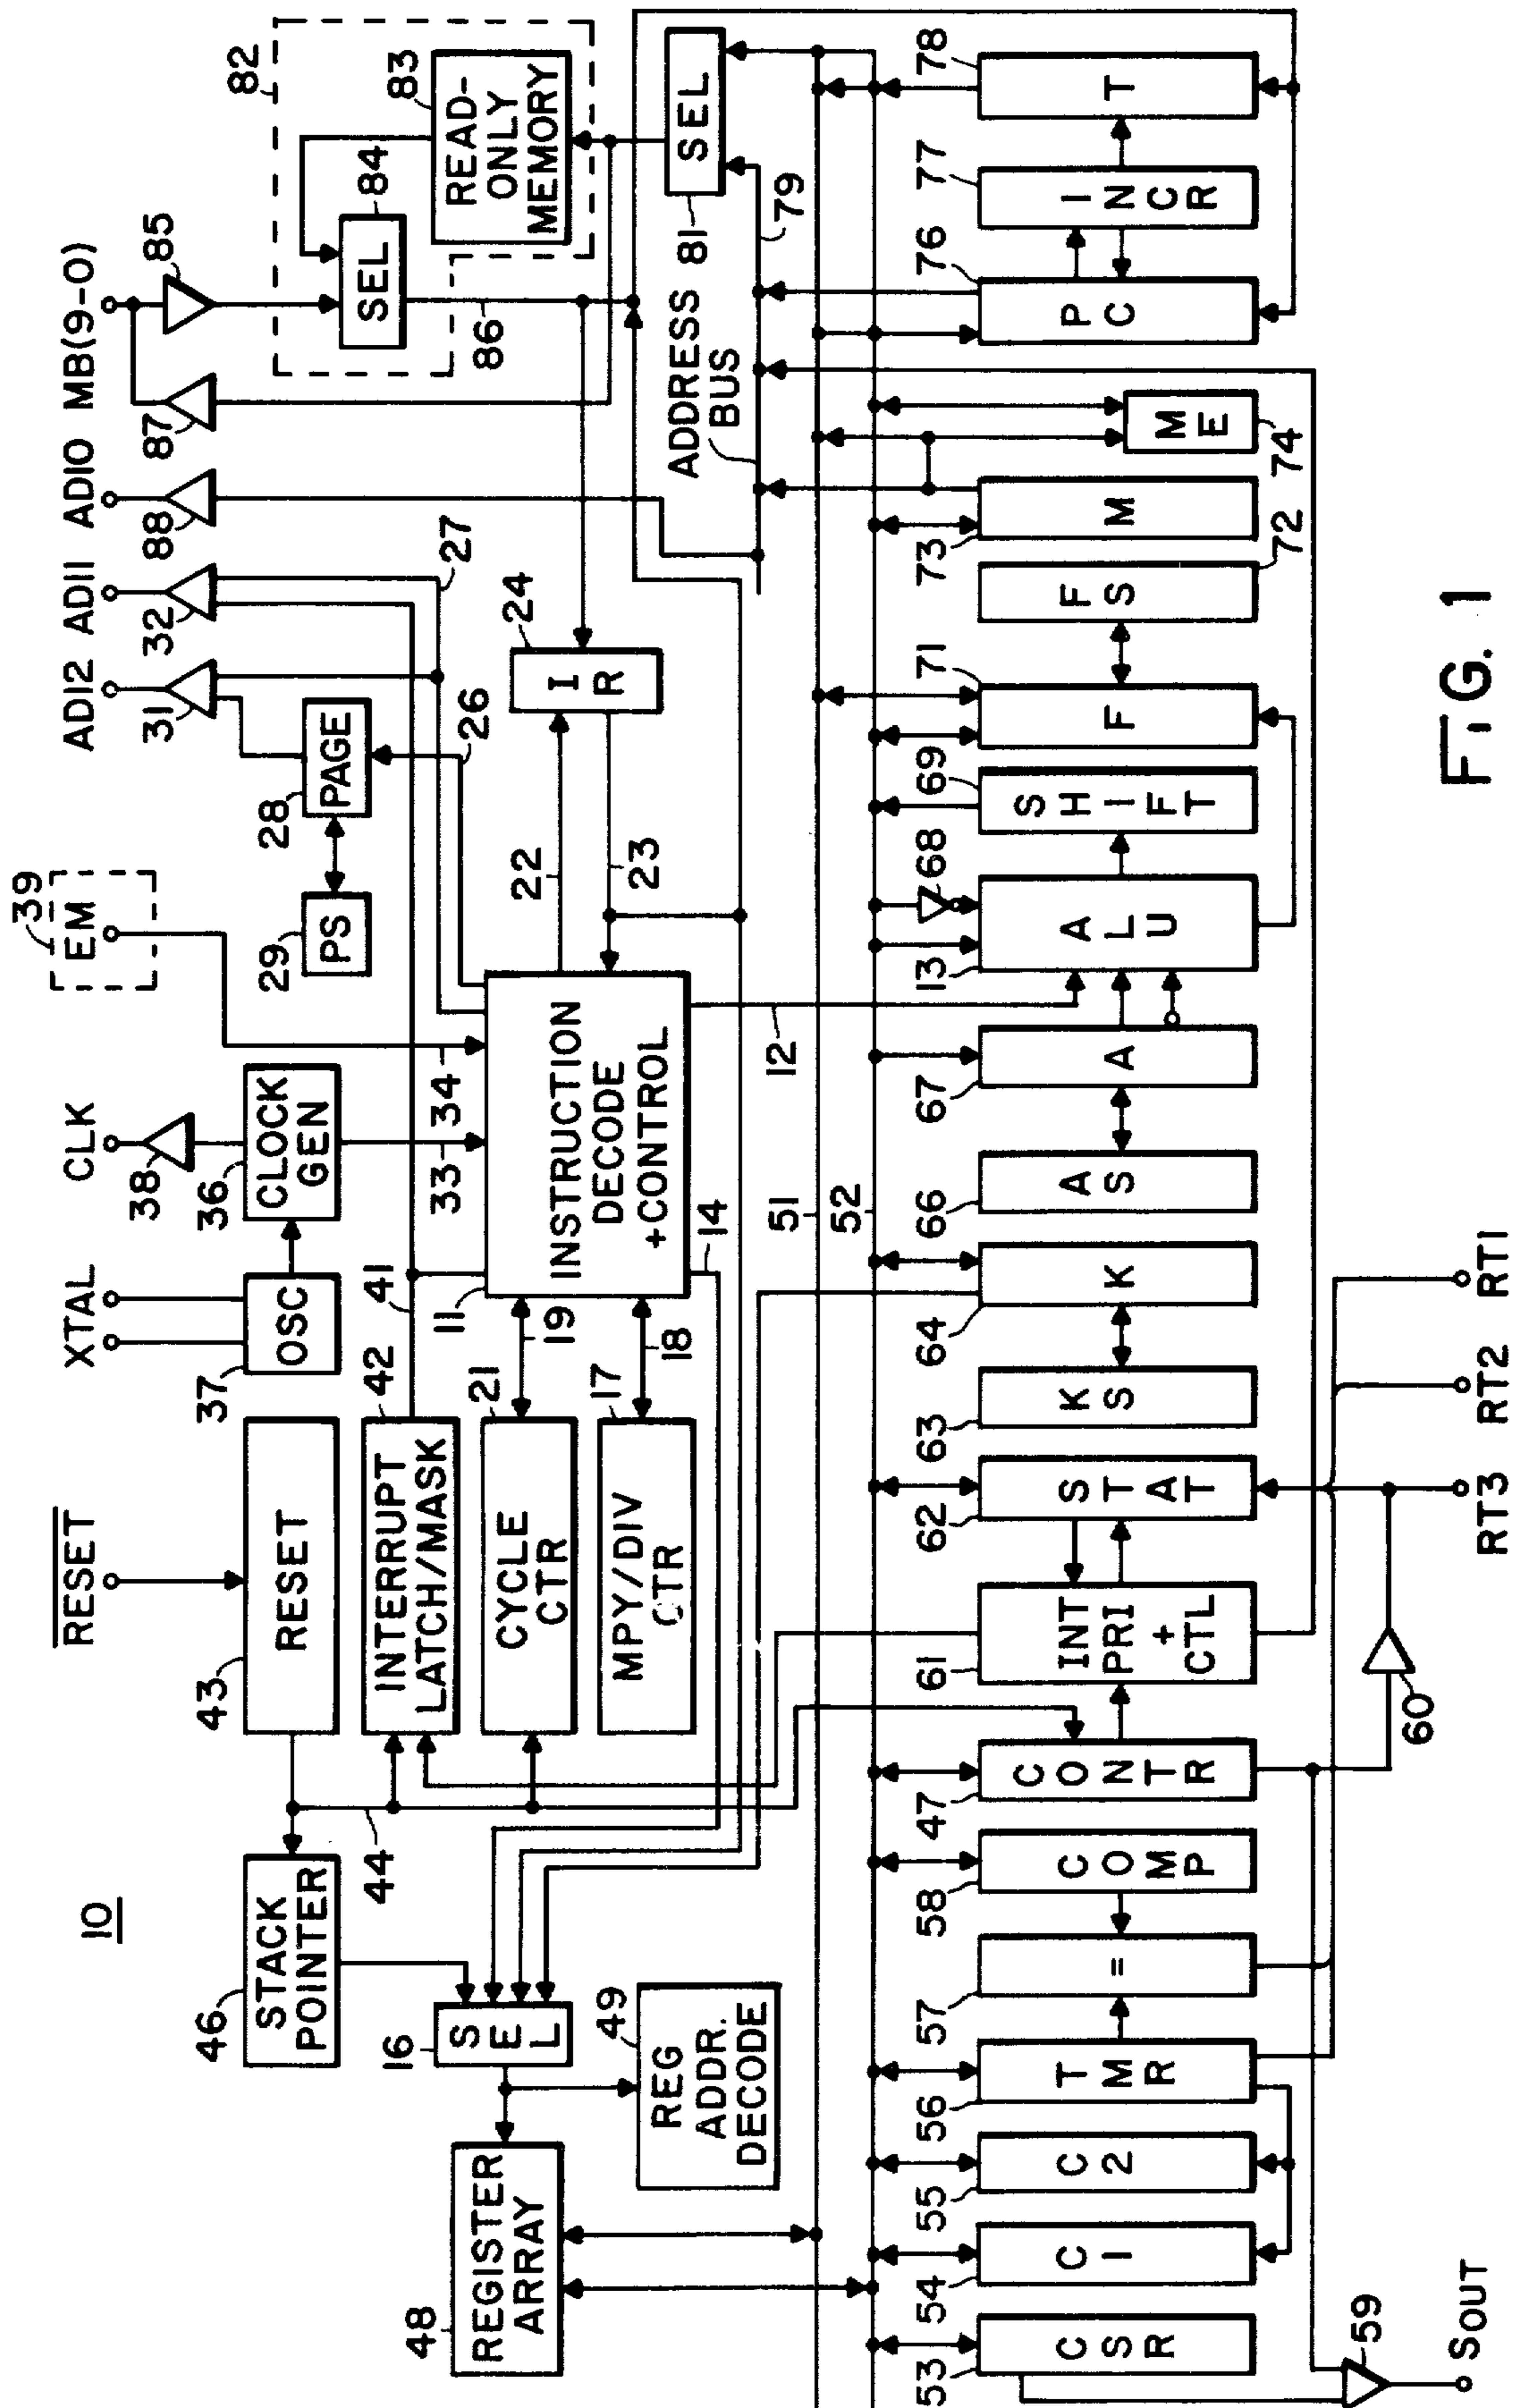 10
RESET
XTAL
CLK
39
EM
AD12
AD11
AD10
MB(9-0)
43
RESET
37
OSC
36
CLOCK
GEN
38
29
PS
28
PAGE
31
32
88
87
85
82
SEL
84
READ-
ONLY
MEMORY
83
86
46
STACK
POINTER
44
42
INTERRUPT
LATCH/MASK
41
33
34
26
27
21
CYCLE
CTR
19
11
INSTRUCTION
DECODE
+CONTROL
22
23
24
IR
17
MPY/DIV
CTR
18
14
12
16
SEL
49
REG
ADDR.
DECODE
48
REGISTER
ARRAY
ADDRESS
BUS
79
81
SEL
51
52
53
CSR
54
C1
55
C2
56
TMR
57
=
58
COMP
47
CONTR
61
INT
PRI
+
CTL
62
STAT
63
KS
64
K
66
AS
67
A
13
ALU
68
69
SHIFT
71
F
72
FS
73
M
74
ME
76
PC
77
INCR
78
T
59
60
SOUT
RT3
RT2
RT1
FIG. 1